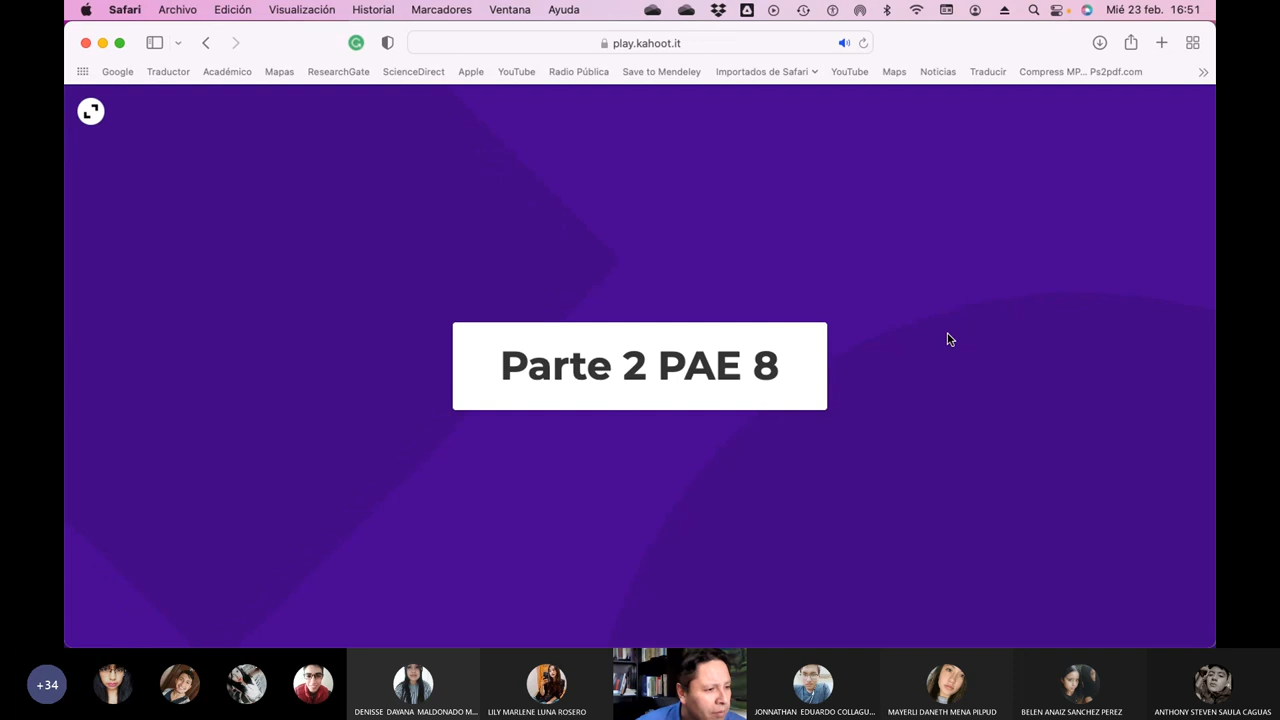 Safari Archivo Edición Visualización Historial Marcadores Ventana Ayuda Mié 23 feb. 16:51
play.kahoot.it
Google Traductor Académico Mapas ResearchGate ScienceDirect Apple YouTube Radio Pública Save to Mendeley Importados de Safari YouTube Maps Noticias Traducir Compress MP... Ps2pdf.com
Parte 2 PAE 8
+34
DENISSE DAYANA MALDONADO M... LILY MARLENE LUNA ROSERO JONNATHAN EDUARDO COLLAGU... MAYERLI DANETH MENA PILPUD BELEN ANAIZ SANCHEZ PEREZ ANTHONY STEVEN SAULA CAGUAS